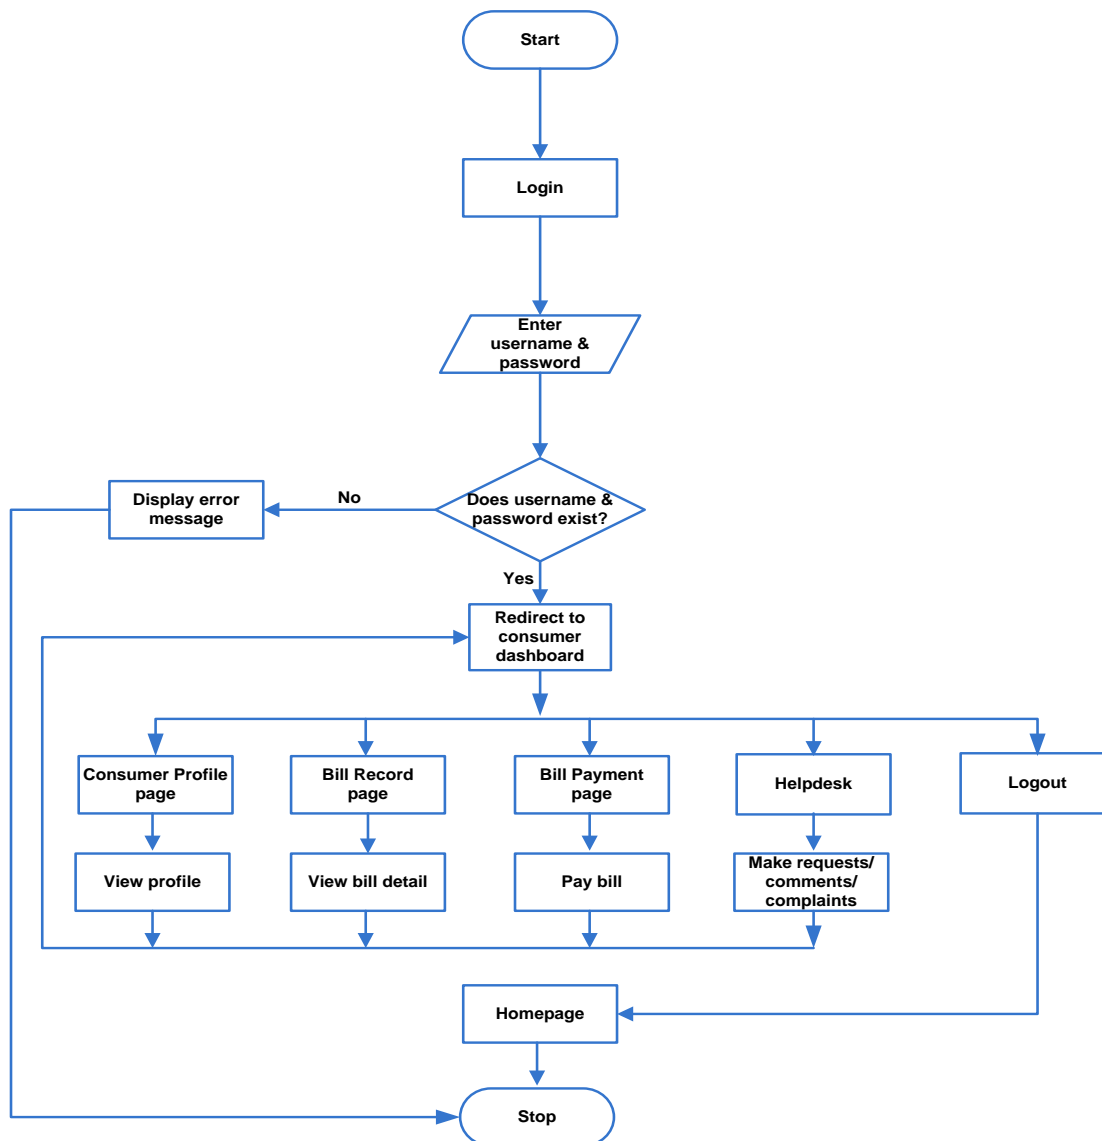 Start
Login
Enter
username &
password
Does username &
password exist?
No
Display error
message
Yes
Redirect to
consumer
dashboard
Consumer Profile
page
Bill Record
page
Bill Payment
page
Helpdesk
Logout
View profile
View bill detail
Pay bill
Make requests/
comments/
complaints
Homepage
Stop